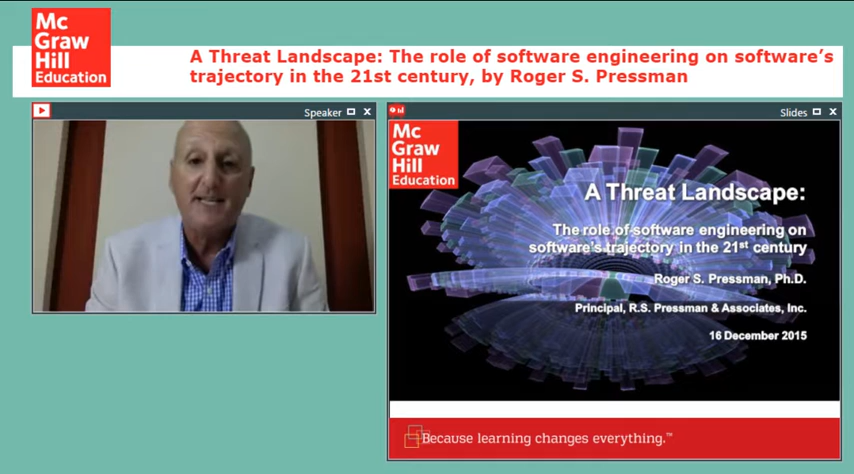 Mc
Graw
Hill
Education
A Threat Landscape: The role of software engineering on software’s
trajectory in the 21st century, by Roger S. Pressman
Speaker
Slides
Mc
Graw
Hill
Education
A Threat Landscape:
The role of software engineering on
software’s trajectory in the 21st century
Roger S. Pressman, Ph.D.
Principal, R.S. Pressman & Associates, Inc.
16 December 2015
Because learning changes everything.™